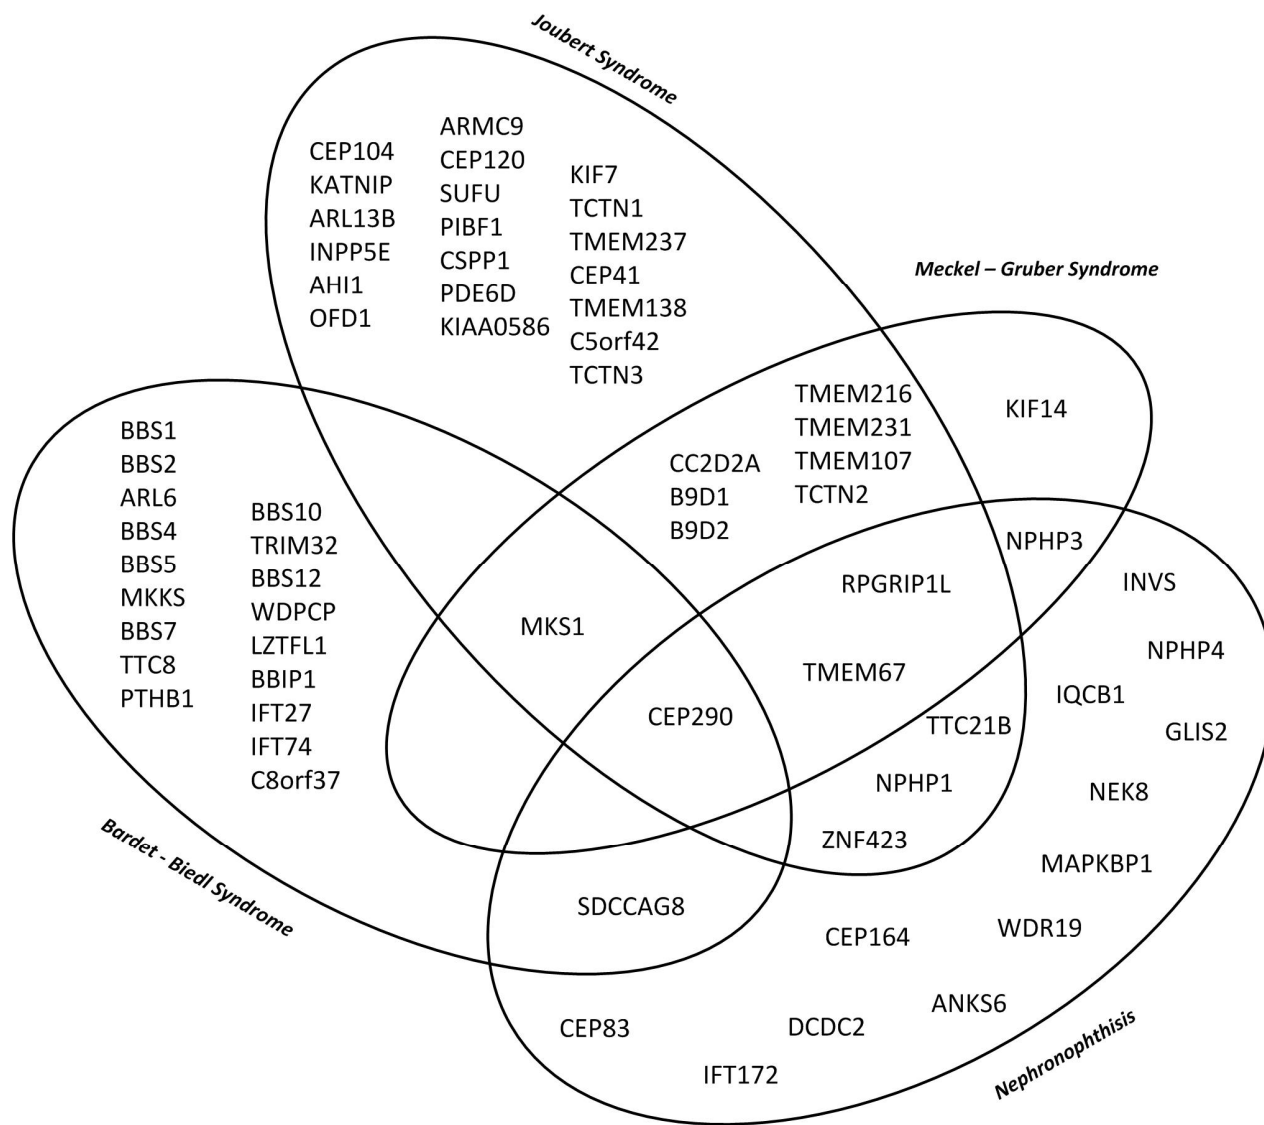 Joubert Syndrome
CEP104
KATNIP
ARL13B
INPP5E
AHI1
OFD1
ARMC9
CEP120
SUFU
PIBF1
CSPP1
PDE6D
KIAA0586
KIF7
TCTN1
TMEM237
CEP41
TMEM138
C5orf42
TCTN3
Meckel – Gruber Syndrome
KIF14
TMEM216
TMEM231
TMEM107
TCTN2
CC2D2A
B9D1
B9D2
BBS1
BBS2
ARL6
BBS4
BBS5
MKKS
BBS7
TTC8
PTHB1
BBS10
TRIM32
BBS12
WDPCP
LZTFL1
BBIP1
IFT27
IFT74
C8orf37
Bardet - Biedl Syndrome
MKS1
CEP290
RPGRIP1L
TMEM67
NPHP3
TTC21B
NPHP1
ZNF423
SDCCAG8
INVS
NPHP4
IQCB1
GLIS2
NEK8
MAPKBP1
WDR19
CEP164
ANKS6
DCDC2
CEP83
IFT172
Nephronophthisis